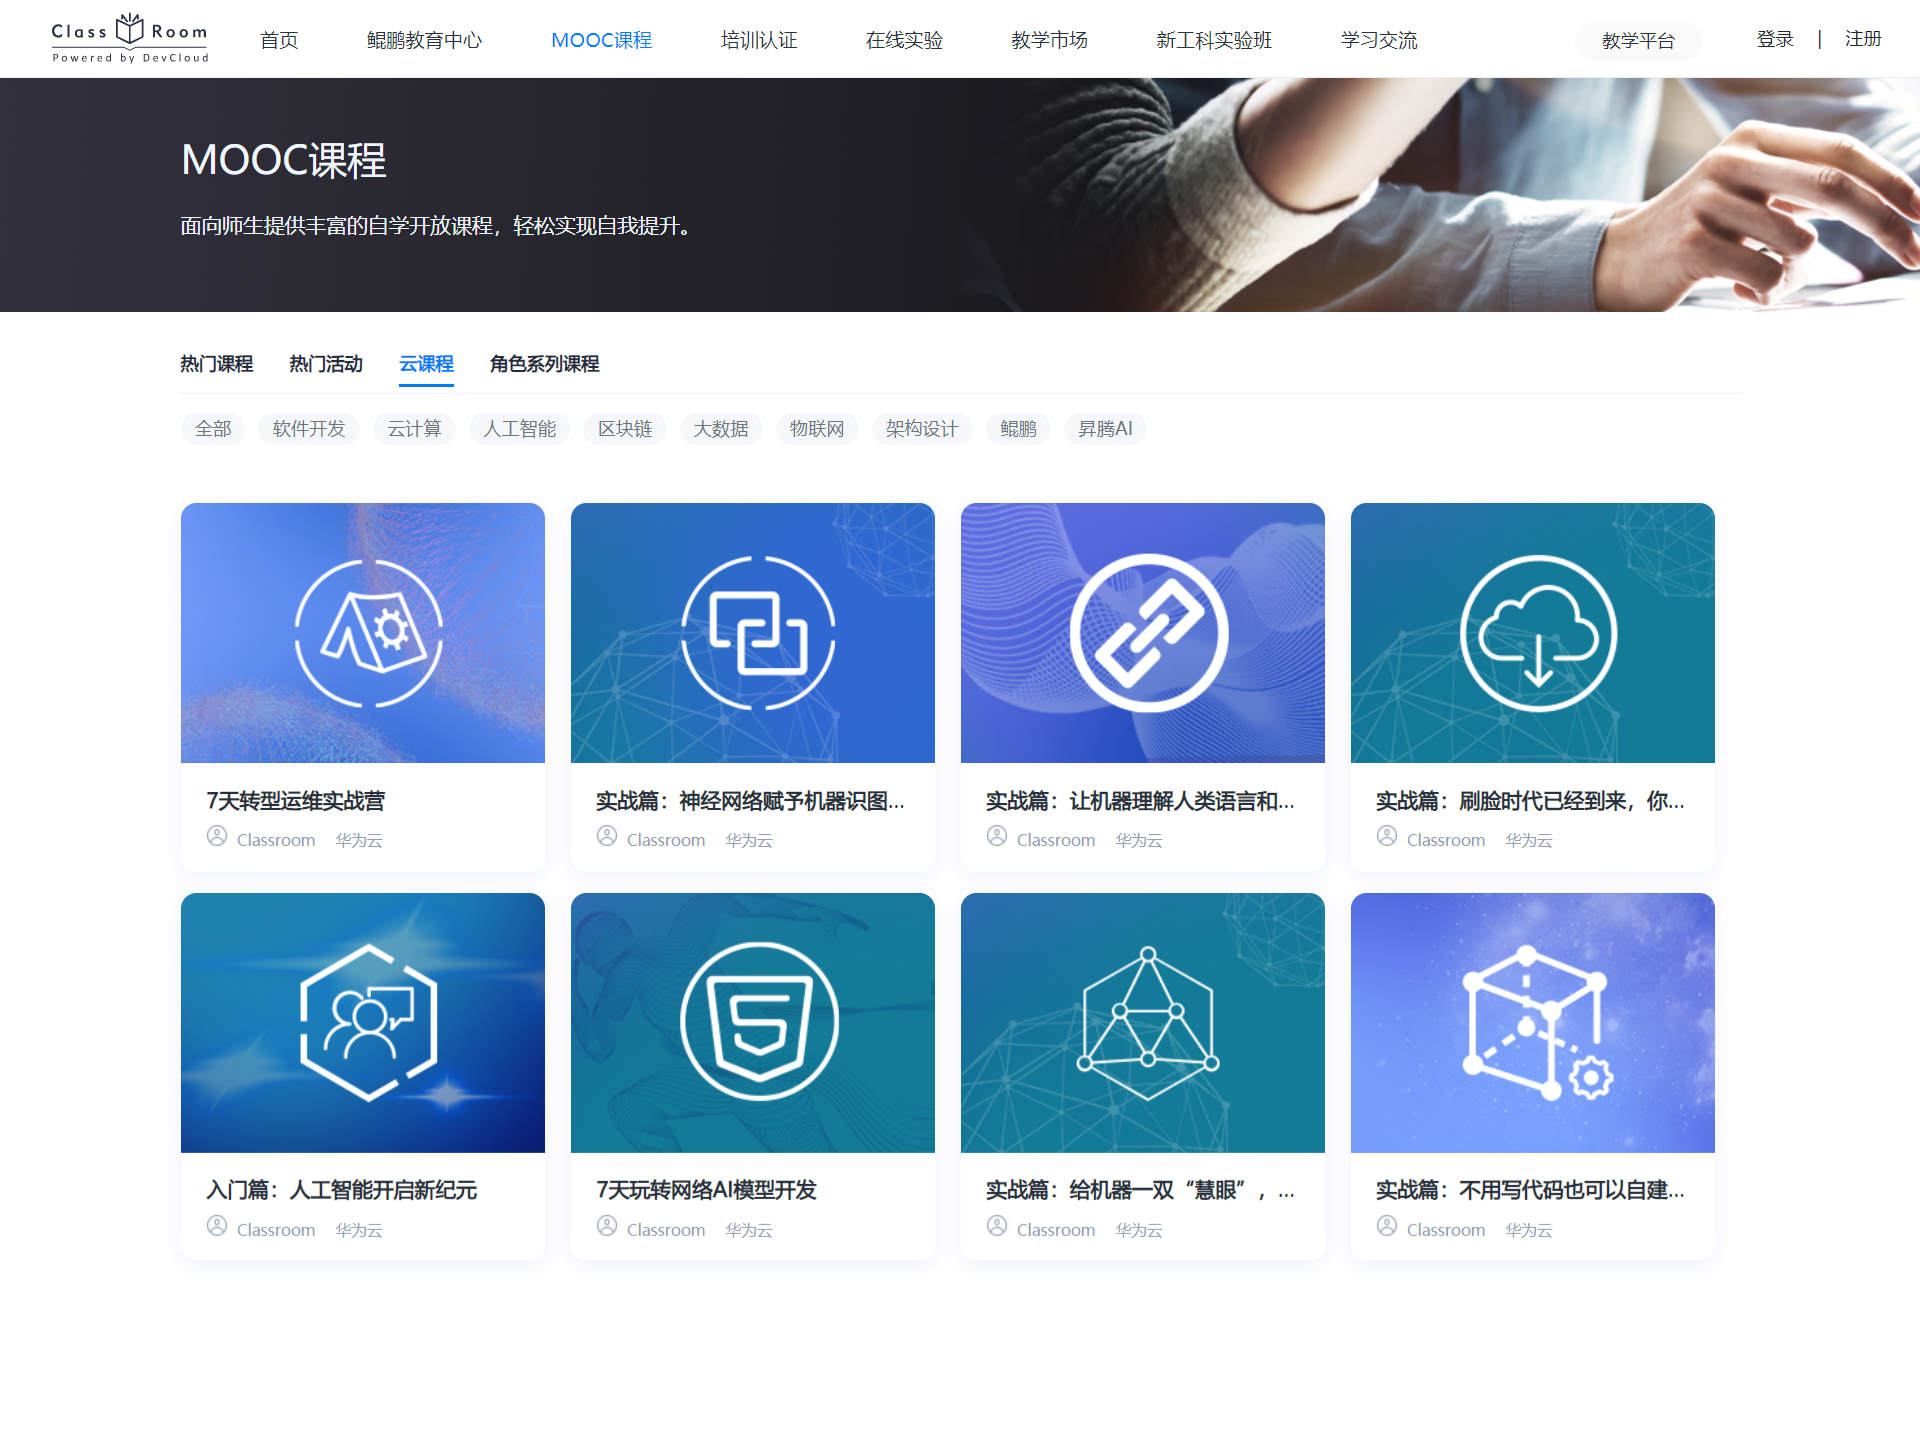 Class Room
Powered by DevCloud
首页
鲲鹏教育中心
MOOC课程
培训认证
在线实验
教学市场
新工科实验班
学习交流
教学平台
登录 | 注册
MOOC课程
面向师生提供丰富的自学开放课程，轻松实现自我提升。
热门课程
热门活动
云课程
角色系列课程
全部
软件开发
云计算
人工智能
区块链
大数据
物联网
架构设计
鲲鹏
昇腾AI
7天转型运维实战营
Classroom 华为云
实战篇：神经网络赋予机器识图...
Classroom 华为云
实战篇：让机器理解人类语言和...
Classroom 华为云
实战篇：刷脸时代已经到来，你...
Classroom 华为云
入门篇：人工智能开启新纪元
Classroom 华为云
7天玩转网络AI模型开发
Classroom 华为云
实战篇：给机器一双“慧眼”，...
Classroom 华为云
实战篇：不用写代码也可以自建...
Classroom 华为云